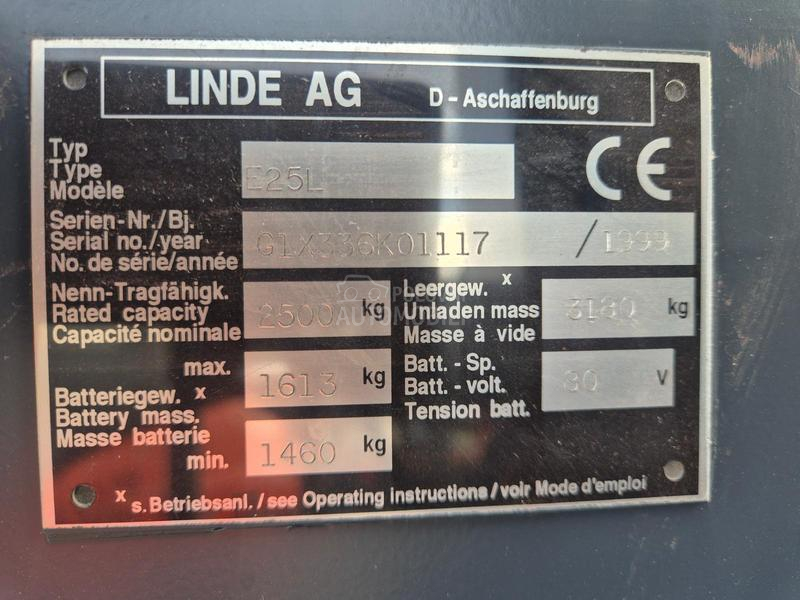 LINDE AG D - Aschaffenburg
Typ
Type
Modèle
E25L
CE
Serien-Nr./Bj.
Serial no./year
No. de série/année
G1X336K01117 / 1999
Nenn-Tragfähigk.
Rated capacity
Capacité nominale
2500 kg
Leergew. x
Unladen mass
Masse à vide
3180 kg
max.
1613 kg
Batteriegew. x
Battery mass.
Masse batterie
min.
1460 kg
Batt. - Sp.
Batt. - volt.
Tension batt.
80 V
x s. Betriebsanl. / see Operating instructions / voir Mode d'emploi
AUTOMOBILI